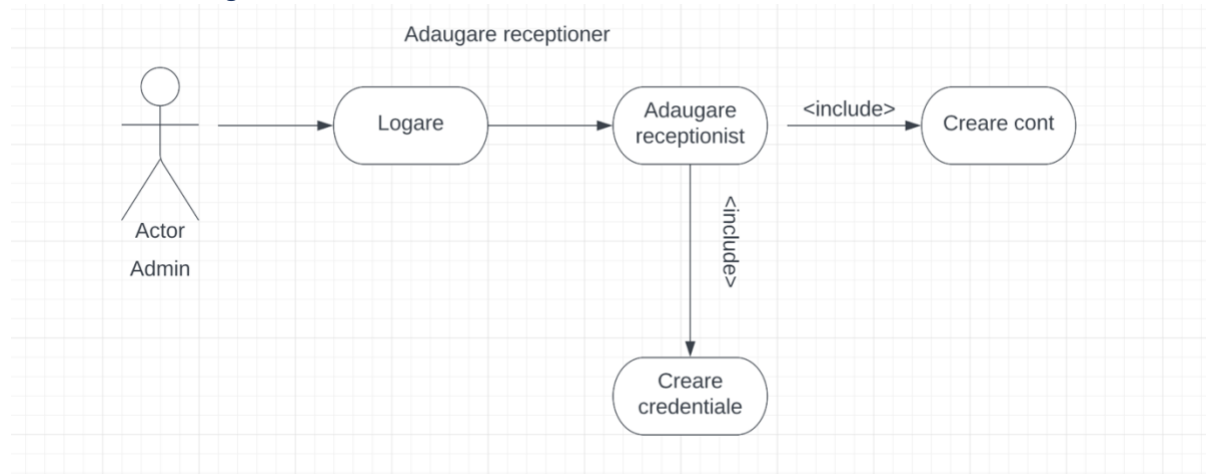 Adaugare receptioner
Logare
Adaugare
receptionist
<include>
Creare cont
<include>
Actor
Admin
Creare
credentiale